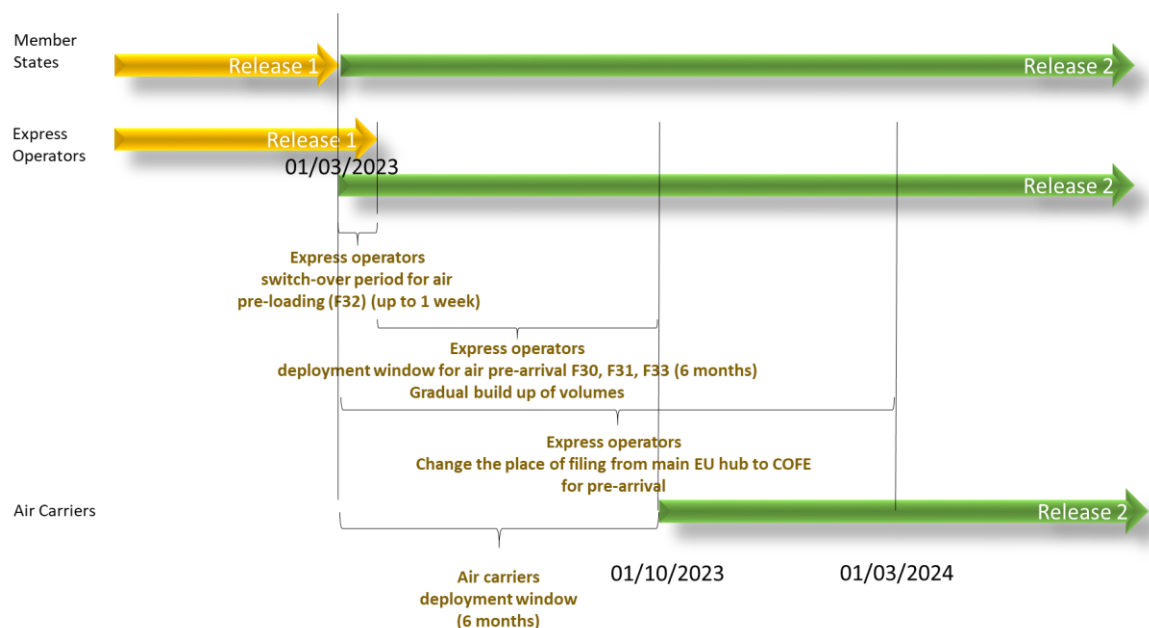 Member
States
Release 1
Release 2
Express
Operators
Release 1
01/03/2023
Release 2
Express operators
switch-over period for air
pre-loading (F32) (up to 1 week)
Express operators
deployment window for air pre-arrival F30, F31, F33 (6 months)
Gradual build up of volumes
Express operators
Change the place of filing from main EU hub to COFE
for pre-arrival
Air Carriers
Release 2
Air carriers
deployment window
(6 months)
01/10/2023
01/03/2024